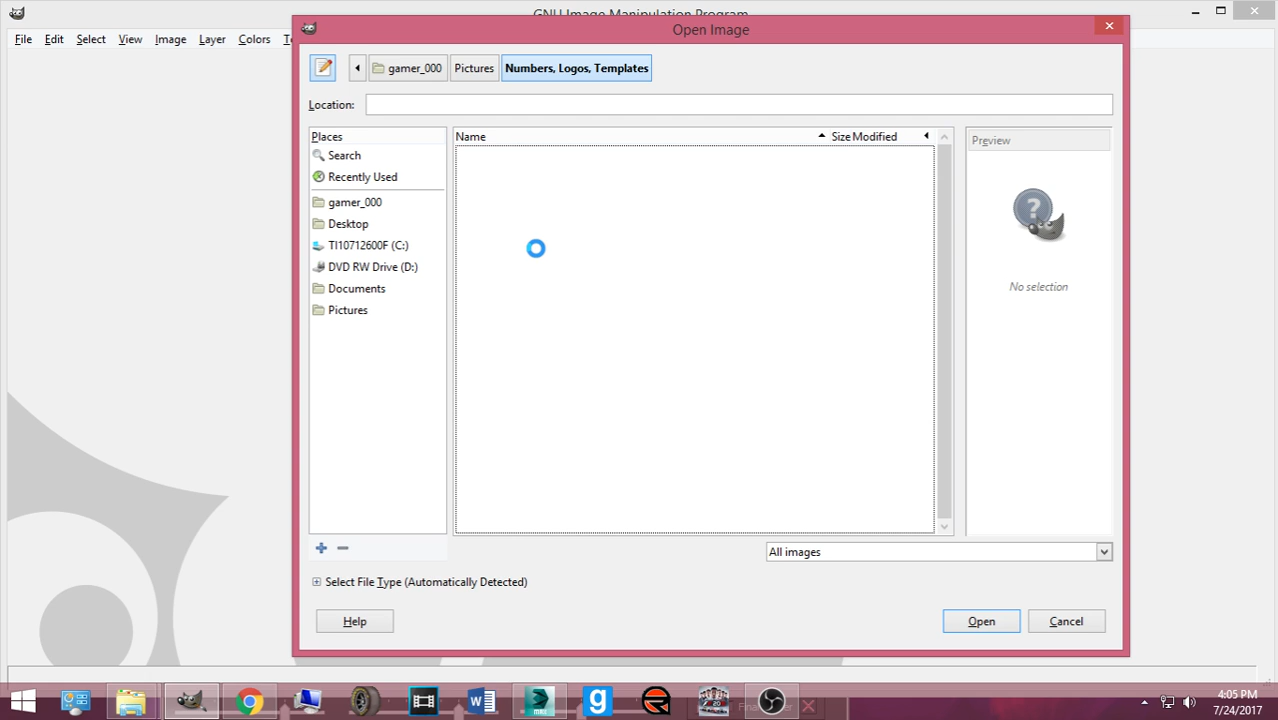 GNU Image Manipulation Program
File Edit Select View Image Layer Colors
Open Image
gamer_000 Pictures Numbers, Logos, Templates
Location:
Places Name Size Modified Preview
Search
Recently Used
gamer_000
Desktop
TI10712600F (C:)
DVD RW Drive (D:)
Documents
Pictures
No selection
All images
Select File Type (Automatically Detected)
Help Open Cancel
4:05 PM
7/24/2017